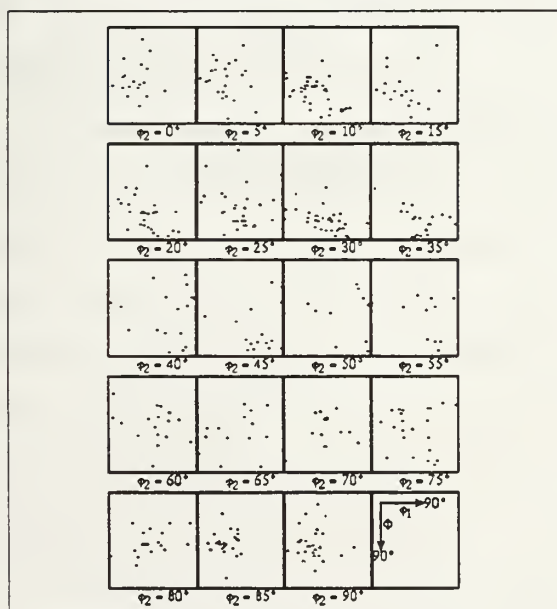 φ2 = 0° φ2 = 5° φ2 = 10° φ2 = 15°
φ2 = 20° φ2 = 25° φ2 = 30° φ2 = 35°
φ2 = 40° φ2 = 45° φ2 = 50° φ2 = 55°
φ2 = 60° φ2 = 65° φ2 = 70° φ2 = 75°
90°
φ1
Φ
90°
φ2 = 80° φ2 = 85° φ2 = 90°